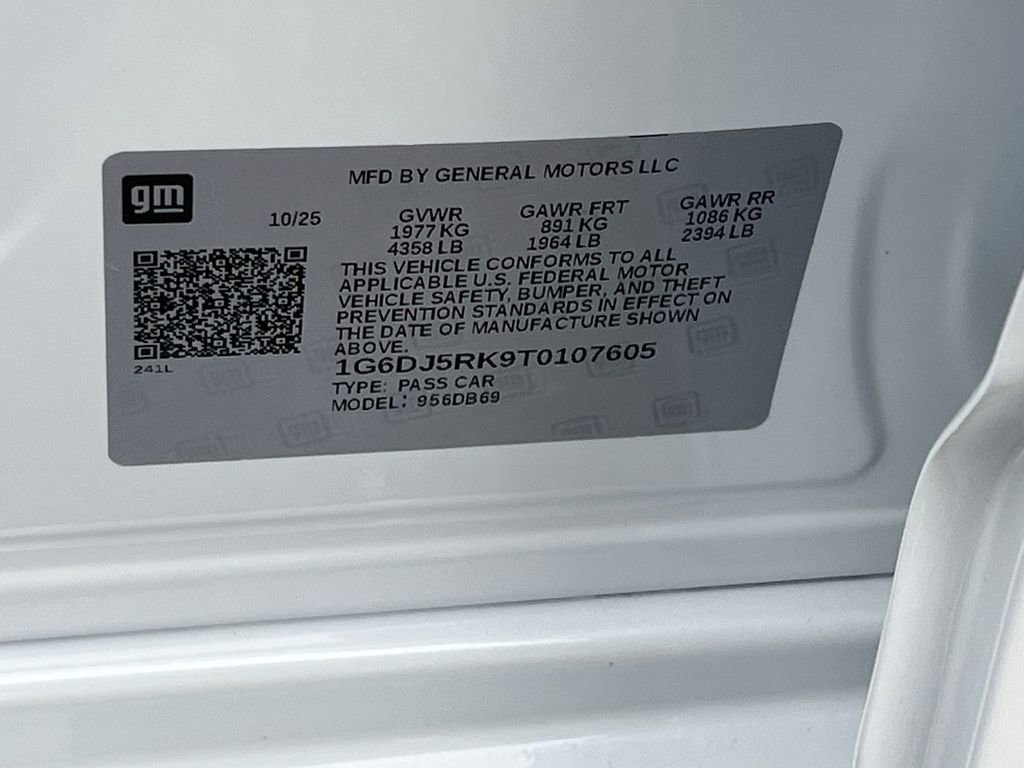 gm
MFD BY GENERAL MOTORS LLC
10/25 GVWR GAWR FRT GAWR RR
1977 KG 891 KG 1086 KG
4358 LB 1964 LB 2394 LB
THIS VEHICLE CONFORMS TO ALL
APPLICABLE U.S. FEDERAL MOTOR
VEHICLE SAFETY, BUMPER, AND THEFT
PREVENTION STANDARDS IN EFFECT ON
THE DATE OF MANUFACTURE SHOWN
ABOVE.
241L
1G6DJ5RK9T0107605
TYPE: PASS CAR
MODEL: 956DB69